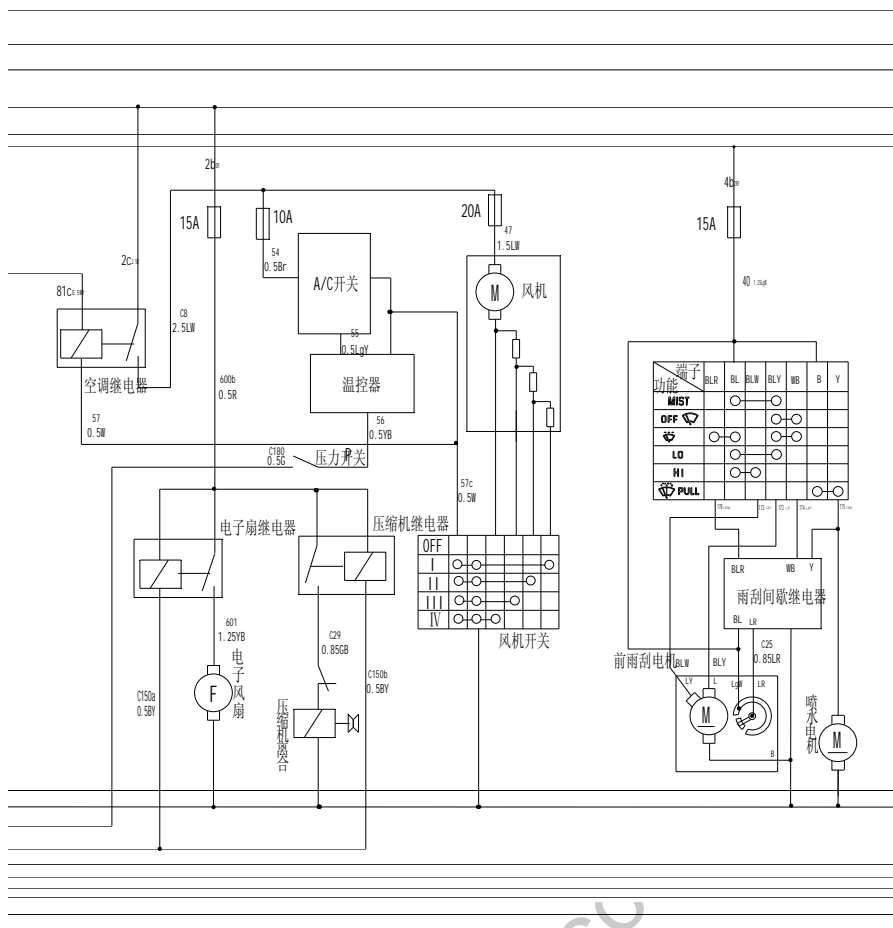 2b
4b
15A
10A
20A
15A
47
1.5LW
54
0.5Br
2c
A/C开关
M
风机
40
81c
C8
2.5LW
55
0.5LgY
端子
功能
BLR BL BLW BLY WB B Y
空调继电器
600b
0.5R
温控器
MIST
OFF
57
0.5W
56
0.5YB
C180
0.5G
压力开关
P
LO
HI
PULL
57c
0.5W
173
172
174
175
电子扇继电器
压缩机继电器
OFF
I
II
III
IV
风机开关
BLR WB Y
雨刮间歇继电器
BL LR
601
1.25YB
C29
0.85GB
C25
0.85LR
前雨刮电机
BLW BLY
LY L LgW LR
电子风扇
F
C150a
0.5BY
C150b
0.5BY
压缩机离合
M
B
喷水电机
M